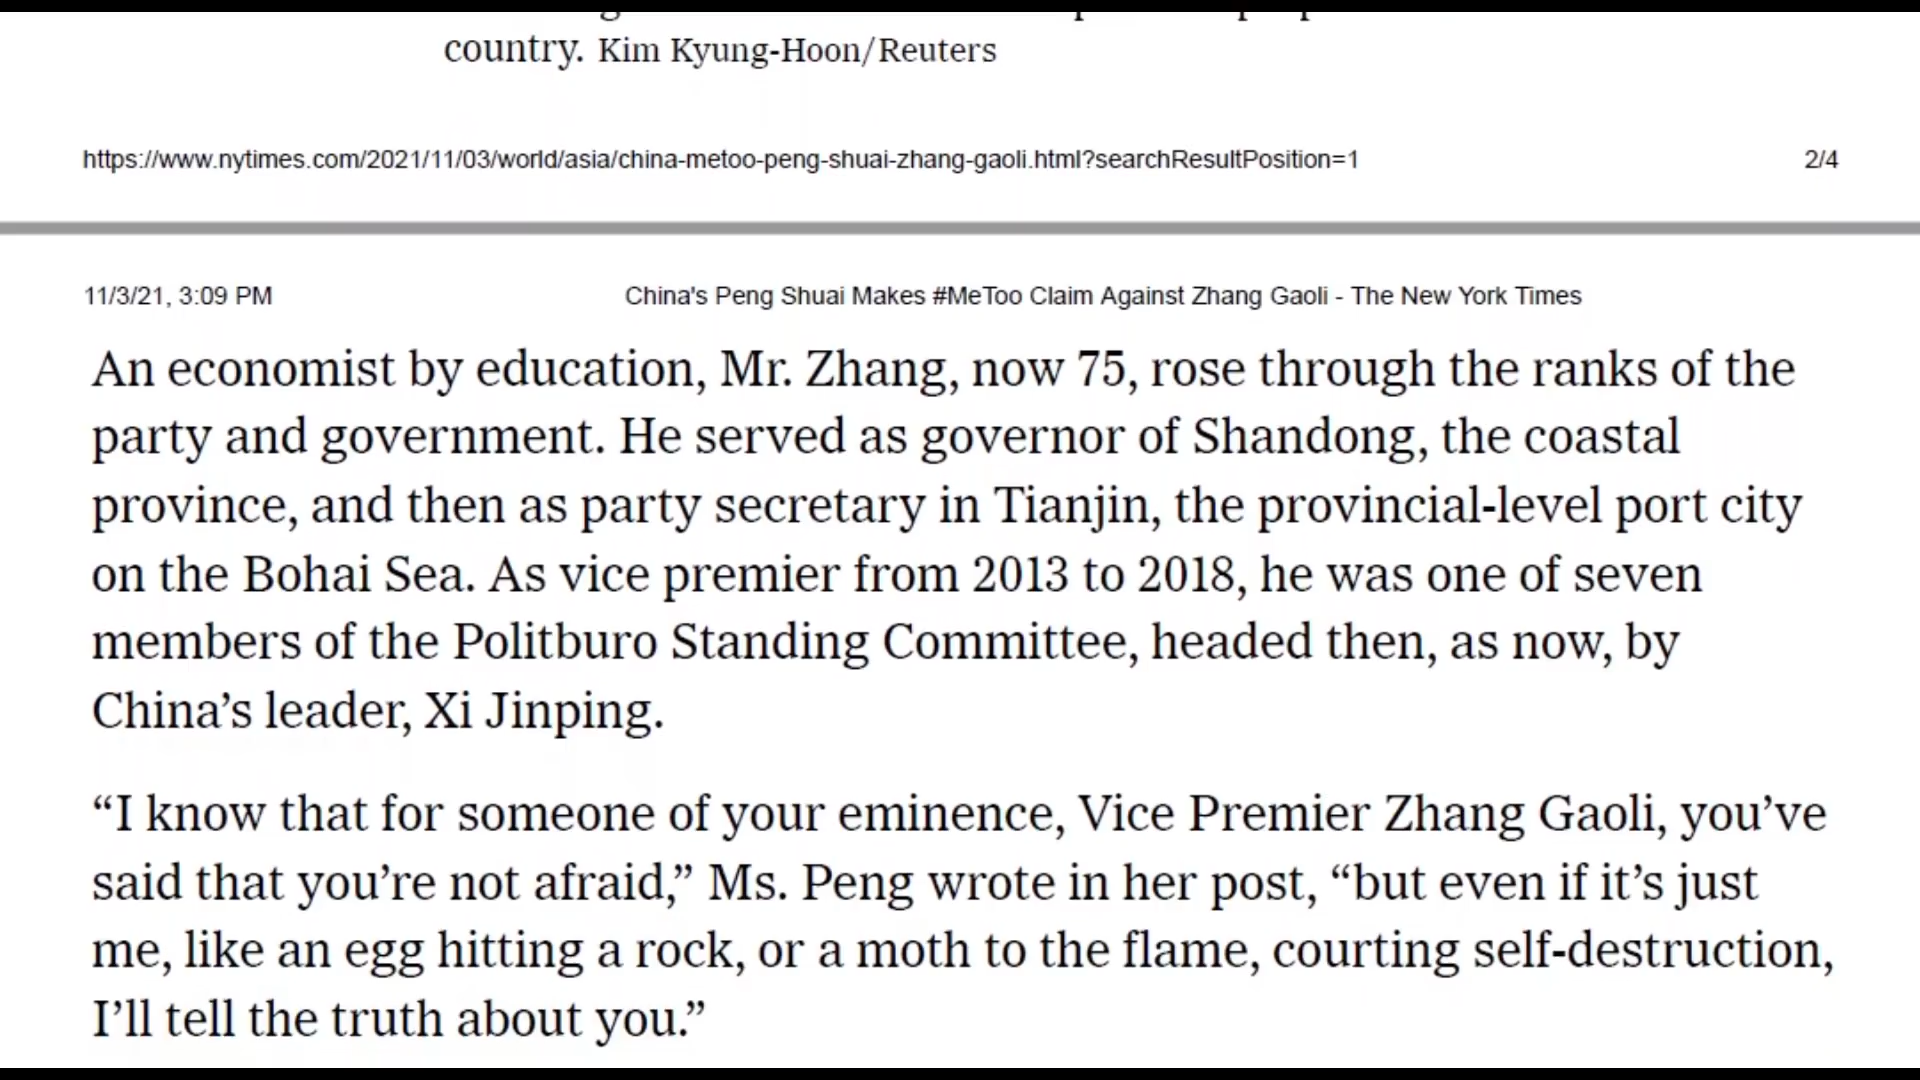 country. Kim Kyung-Hoon/Reuters
https://www.nytimes.com/2021/11/03/world/asia/china-metoo-peng-shuai-zhang-gaoli.html?searchResultPosition=1 2/4
11/3/21, 3:09 PM China's Peng Shuai Makes #MeToo Claim Against Zhang Gaoli - The New York Times
An economist by education, Mr. Zhang, now 75, rose through the ranks of the
party and government. He served as governor of Shandong, the coastal
province, and then as party secretary in Tianjin, the provincial-level port city
on the Bohai Sea. As vice premier from 2013 to 2018, he was one of seven
members of the Politburo Standing Committee, headed then, as now, by
China’s leader, Xi Jinping.
“I know that for someone of your eminence, Vice Premier Zhang Gaoli, you’ve
said that you’re not afraid,” Ms. Peng wrote in her post, “but even if it’s just
me, like an egg hitting a rock, or a moth to the flame, courting self-destruction,
I’ll tell the truth about you.”